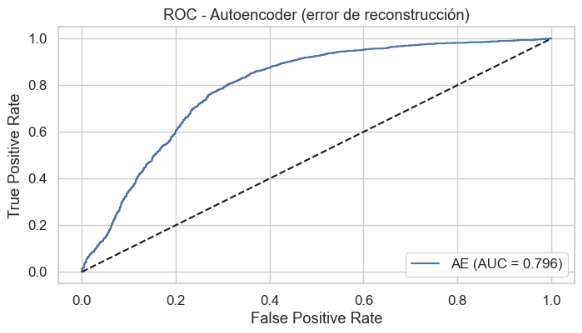 ROC - Autoencoder (error de reconstrucción)
True Positive Rate
1.0
0.8
0.6
0.4
0.2
0.0
AE (AUC = 0.796)
0.0 0.2 0.4 0.6 0.8 1.0
False Positive Rate